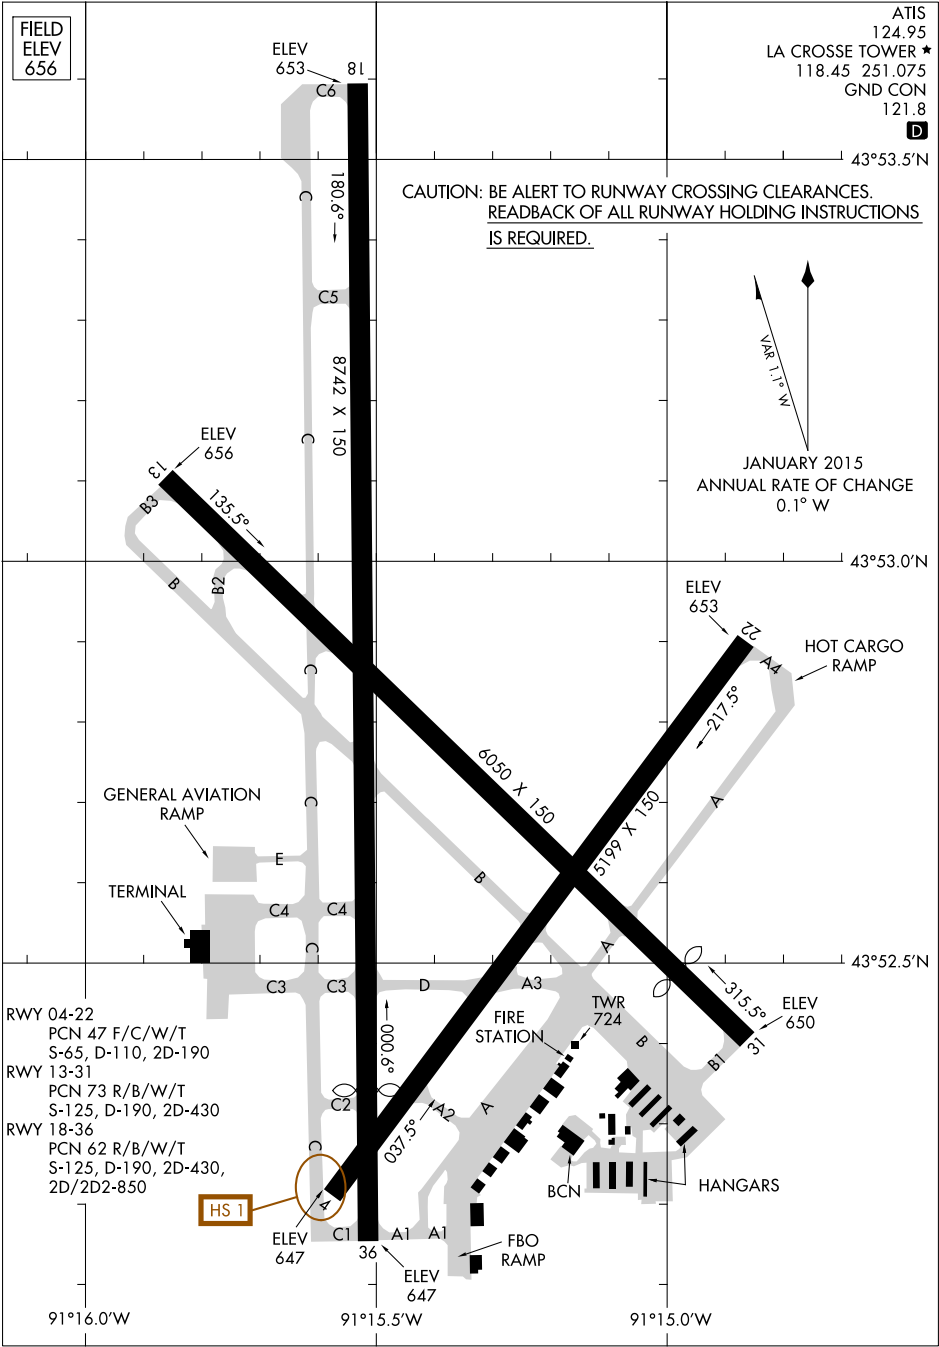 FIELD
ELEV
656
ATIS
124.95
LA CROSSE TOWER ★
118.45 251.075
GND CON
121.8
D
ELEV
653
18
C6
43°53.5'N
CAUTION: BE ALERT TO RUNWAY CROSSING CLEARANCES.
READBACK OF ALL RUNWAY HOLDING INSTRUCTIONS
IS REQUIRED.
C
180.6°
C5
VAR 1.1° W
JANUARY 2015
ANNUAL RATE OF CHANGE
0.1° W
8742 X 150
C
ELEV
656
13
B3
135.5°
43°53.0'N
B
B2
ELEV
653
22
A4
HOT CARGO
RAMP
C
217.5°
6050 X 150
5199 X 150
A
GENERAL AVIATION
RAMP
C
E
B
TERMINAL
C4
C4
C
A
43°52.5'N
C3
C3
D
A3
315.5°
ELEV
650
31
RWY 04-22
PCN 47 F/C/W/T
S-65, D-110, 2D-190
RWY 13-31
PCN 73 R/B/W/T
S-125, D-190, 2D-430
RWY 18-36
PCN 62 R/B/W/T
S-125, D-190, 2D-430,
2D/2D2-850
000.6°
FIRE
STATION
TWR
724
B
B1
C2
A2
A
037.5°
C
BCN
HANGARS
HS 1
4
ELEV
647
C1
36
A1
A1
FBO
RAMP
ELEV
647
91°16.0'W
91°15.5'W
91°15.0'W